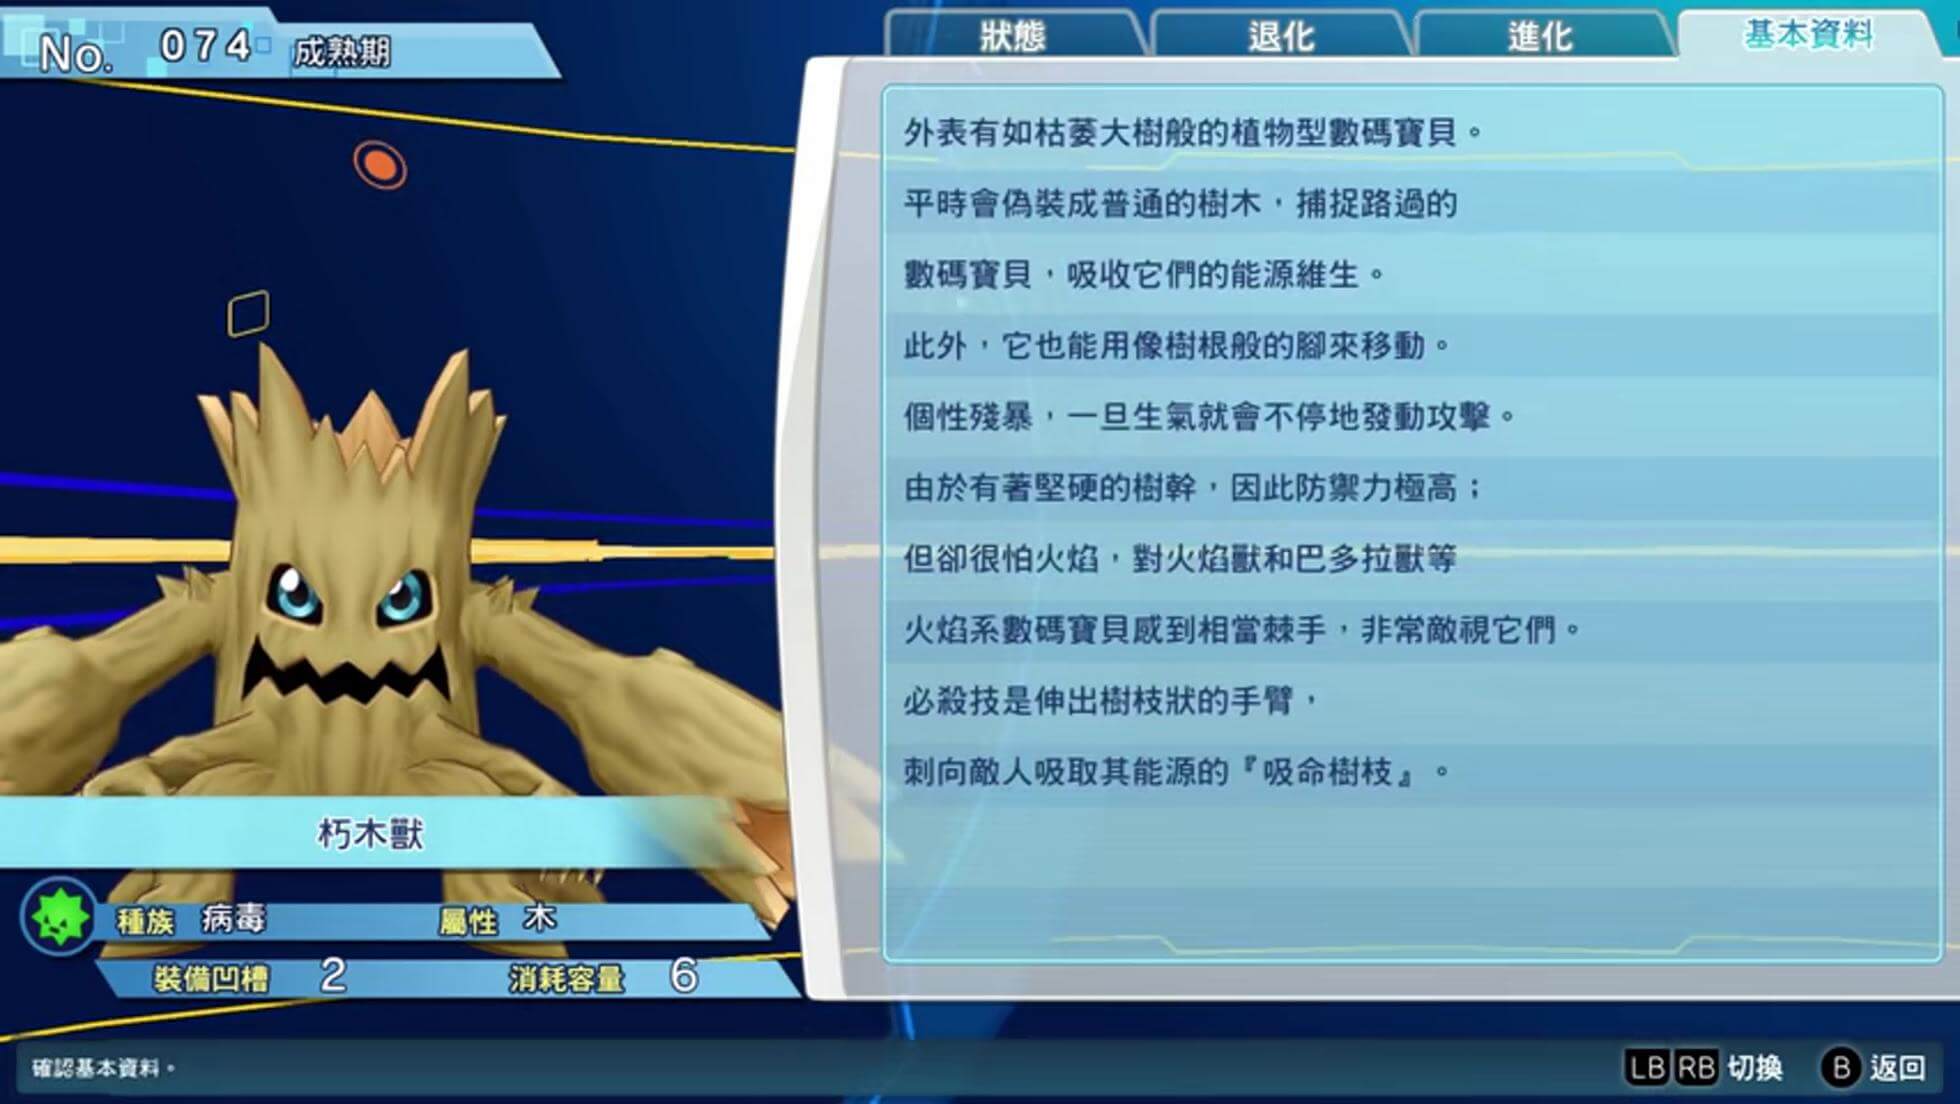 No. 074 成熟期
狀態 退化 進化 基本資料
外表有如枯萎大樹般的植物型數碼寶貝。
平時會偽裝成普通的樹木，捕捉路過的
數碼寶貝，吸收它們的能源維生。
此外，它也能用像樹根般的腳來移動。
個性殘暴，一旦生氣就會不停地發動攻擊。
由於有著堅硬的樹幹，因此防禦力極高；
但卻很怕火焰，對火焰獸和巴多拉獸等
火焰系數碼寶貝感到相當棘手，非常敵視它們。
必殺技是伸出樹枝狀的手臂，
刺向敵人吸取其能源的『吸命樹枝』。
朽木獸
種族 病毒 屬性 木
裝備凹槽 2 消耗容量 6
確認基本資料。
LB RB 切換 B 返回